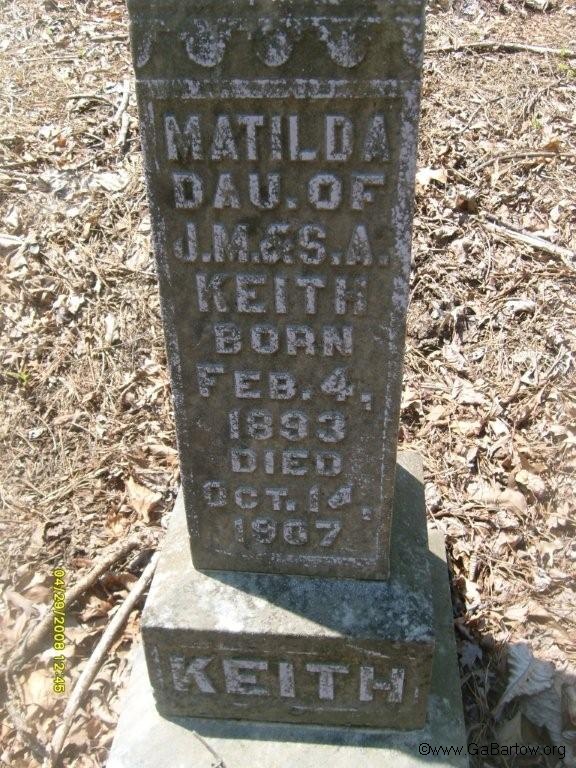 MATILDA
DAU. OF
J.M.&S.A.
KEITH
BORN
FEB. 4,
1893
DIED
OCT. 14,
1907
KEITH
04/29/2008 12:45
©www.GaBartow.org